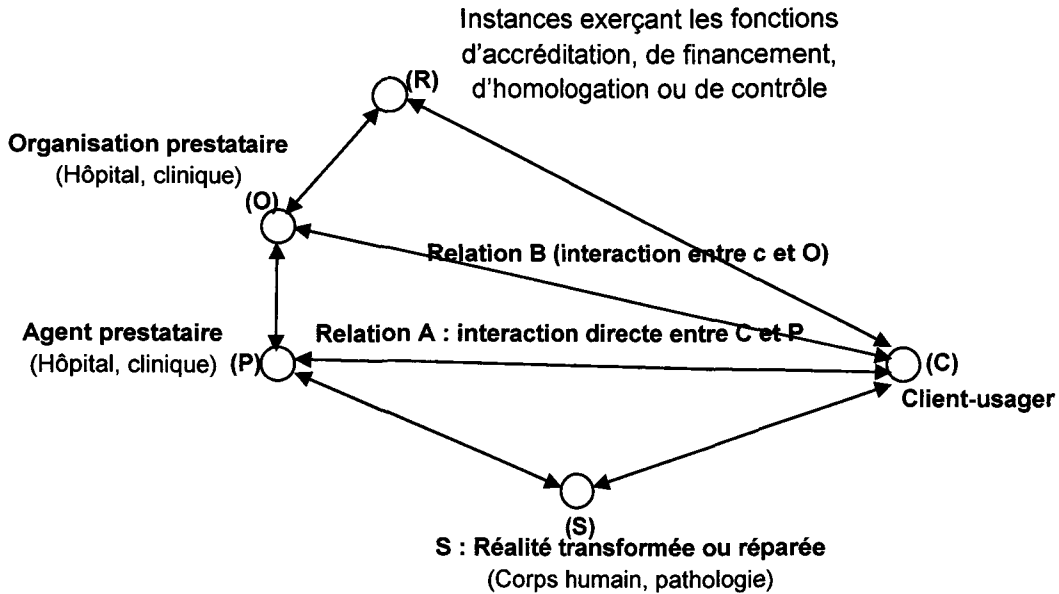 Instances exerçant les fonctions
d'accréditation, de financement,
d'homologation ou de contrôle
(R)
Organisation prestataire
(Hôpital, clinique)
(O)
Relation B (interaction entre c et O)
Agent prestataire
(Hôpital, clinique)
(P)
Relation A : interaction directe entre C et P
(C)
Client-usager
(S)
S : Réalité transformée ou réparée
(Corps humain, pathologie)